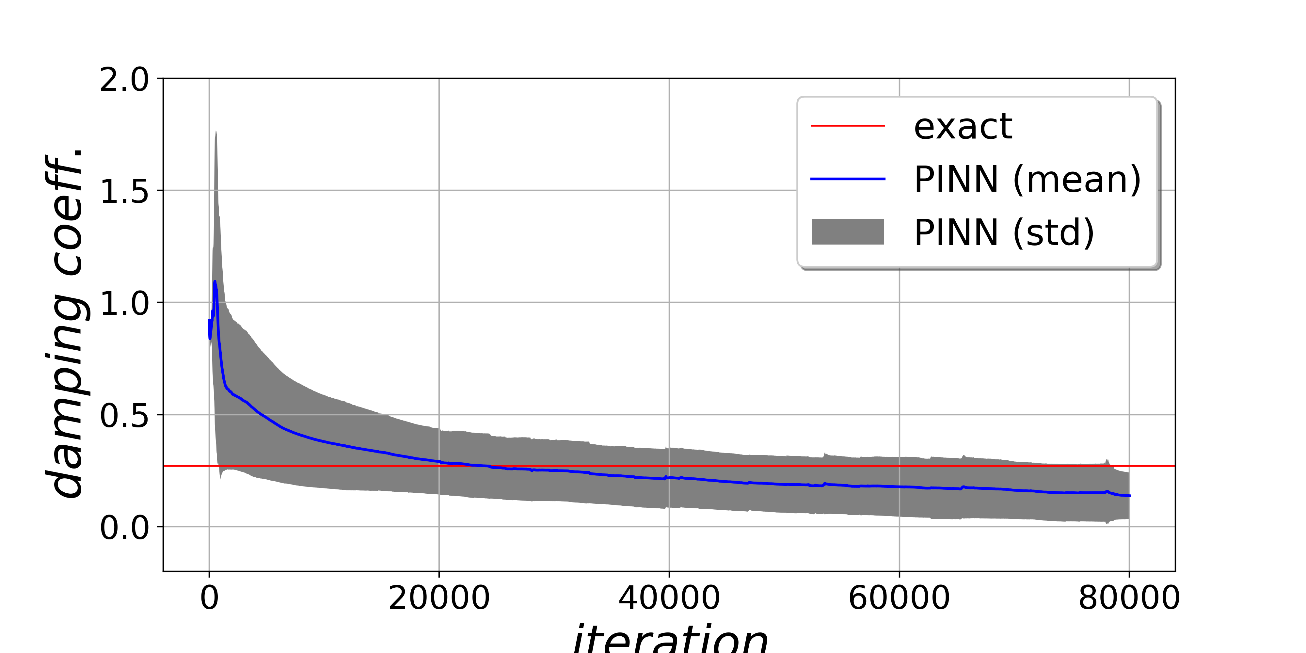 2.0
1.5
1.0
0.5
0.0
damping coeff.
exact
PINN (mean)
PINN (std)
0 20000 40000 60000 80000
iteration